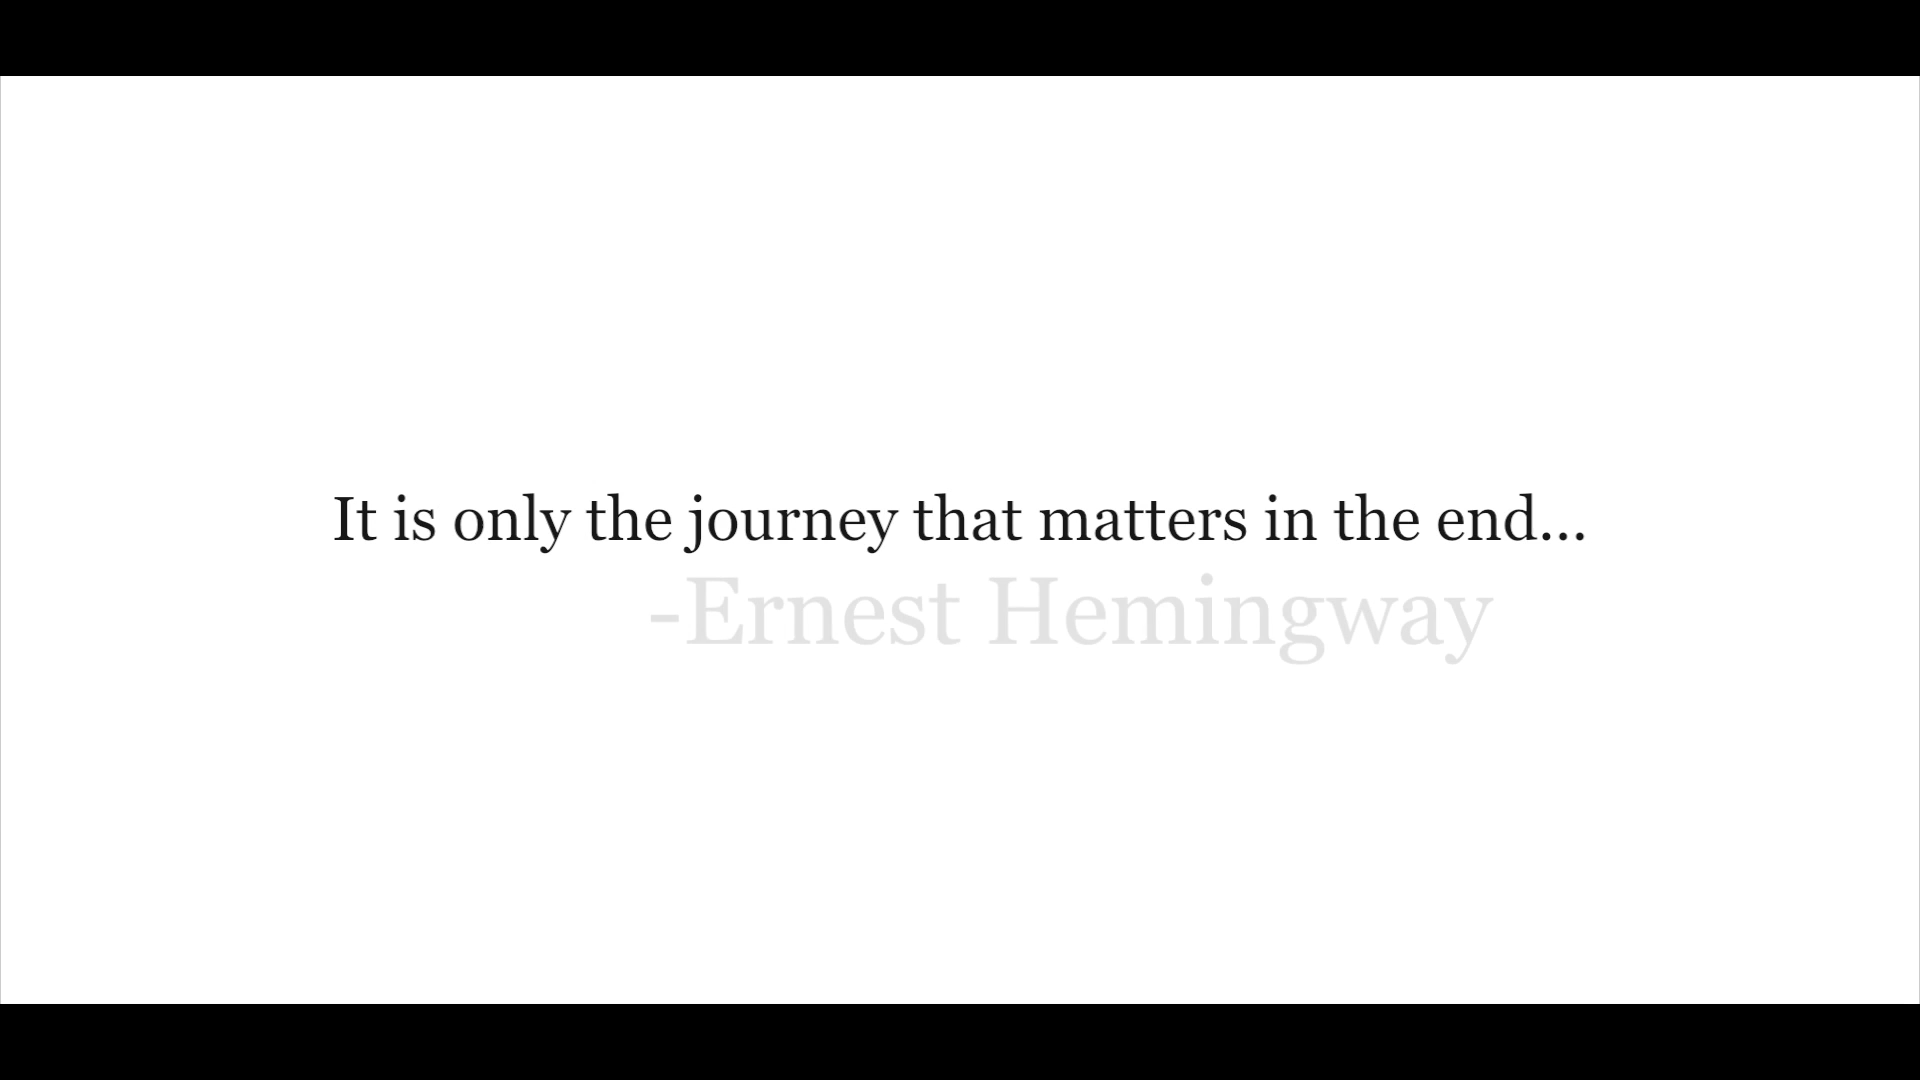 It is only the journey that matters in the end...
-Ernest Hemingway